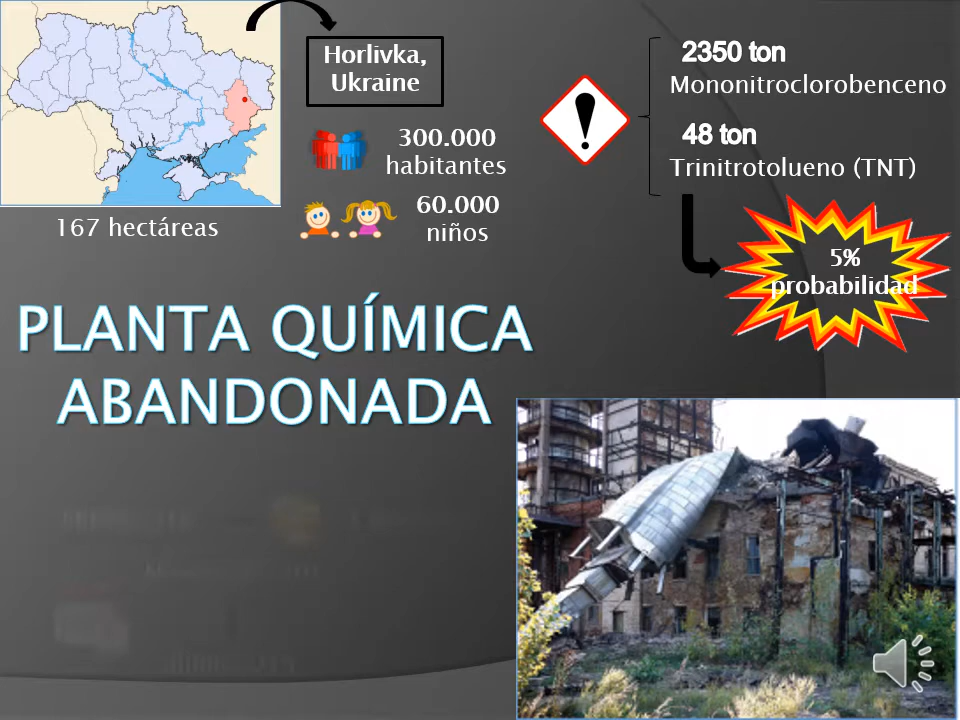 Horlivka,
Ukraine
300.000
habitantes
60.000
niños
167 hectáreas
2350 ton
Mononitroclorobenceno
48 ton
Trinitrotolueno (TNT)
5%
probabilidad
PLANTA QUÍMICA
ABANDONADA